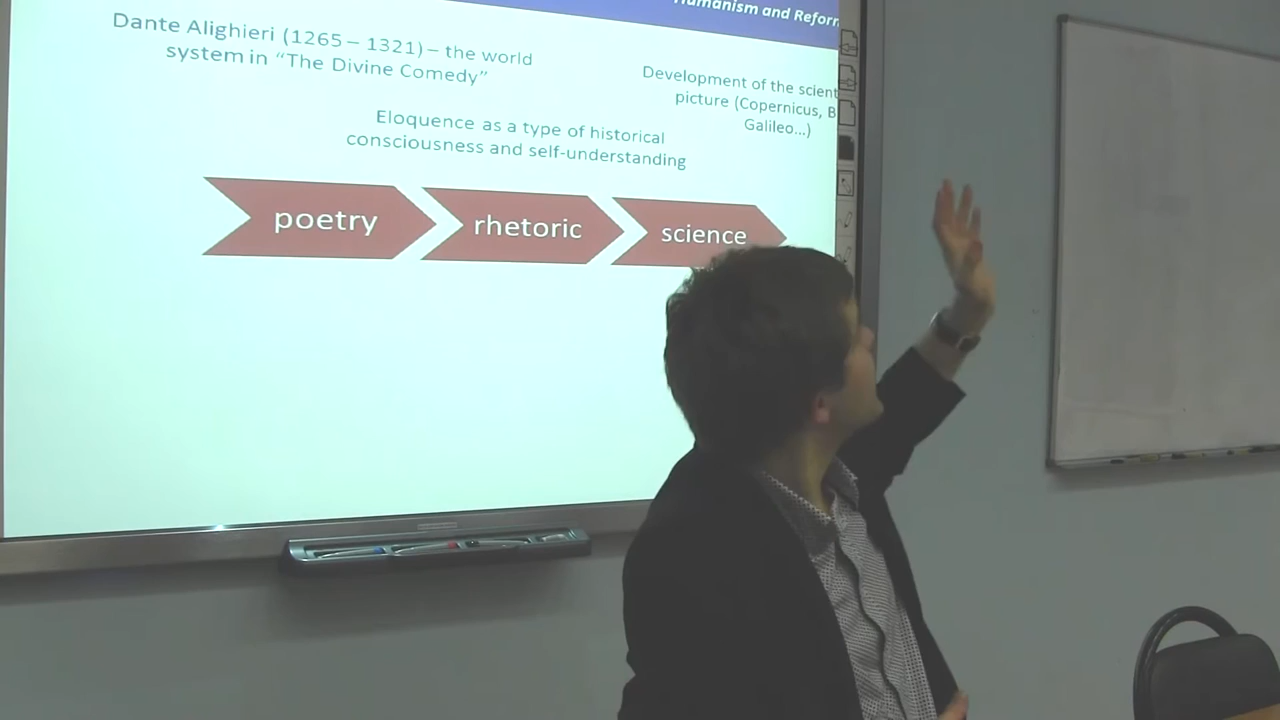 Humanism and Reform
Dante Alighieri (1265 – 1321) – the world
system in “The Divine Comedy”
Development of the scient
picture (Copernicus, B
Galileo...)
Eloquence as a type of historical
consciousness and self-understanding
poetry
rhetoric
science